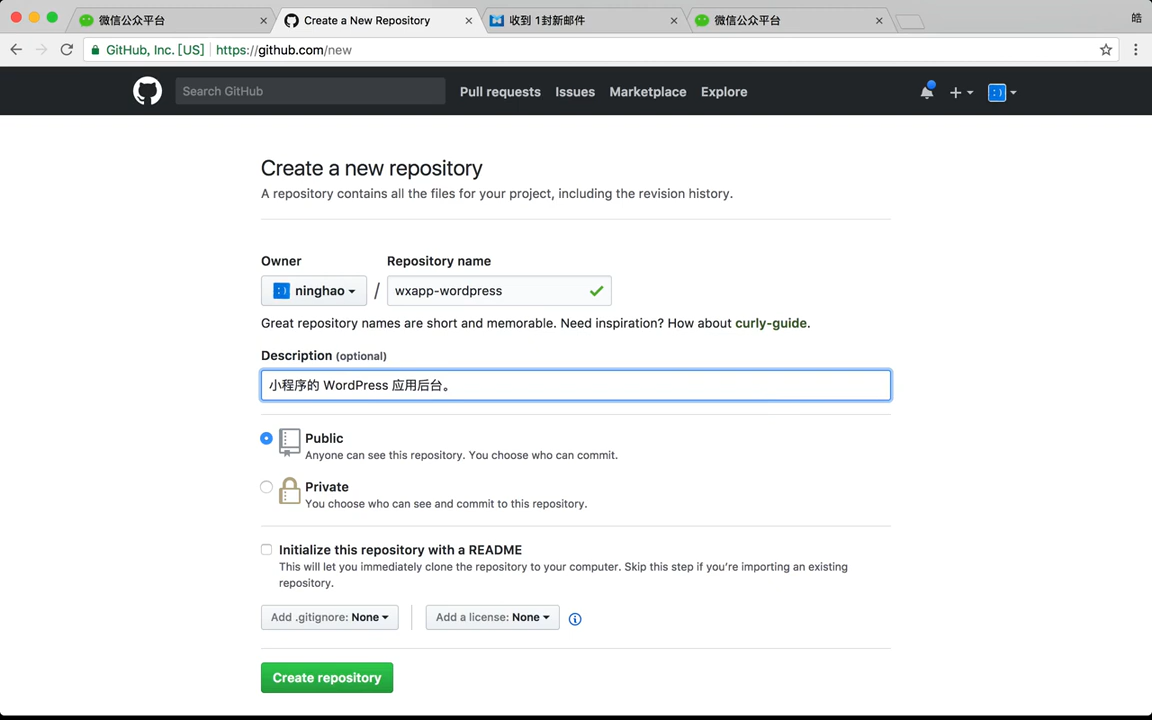 微信公众平台
Create a New Repository
收到 1封新邮件
微信公众平台
皓
GitHub, Inc. [US]
https://github.com/new
Search GitHub
Pull requests
Issues
Marketplace
Explore
Create a new repository
A repository contains all the files for your project, including the revision history.
Owner
Repository name
ninghao
/
wxapp-wordpress
Great repository names are short and memorable. Need inspiration? How about curly-guide.
Description (optional)
小程序的 WordPress 应用后台。
Public
Anyone can see this repository. You choose who can commit.
Private
You choose who can see and commit to this repository.
Initialize this repository with a README
This will let you immediately clone the repository to your computer. Skip this step if you’re importing an existing
repository.
Add .gitignore: None
Add a license: None
Create repository